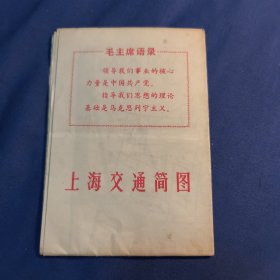 毛主席语录
领导我们事业的核心
力量是中国共产党。
指导我们思想的理论
基础是马克思列宁主义。
上海交通简图